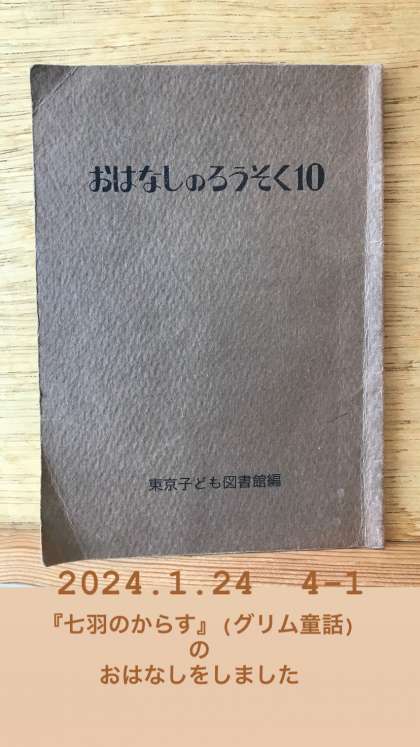 おはなしのろうそく10
東京子ども図書館編
2024.1.24 4-1
『七羽のからす』(グリム童話)
の
おはなしをしました